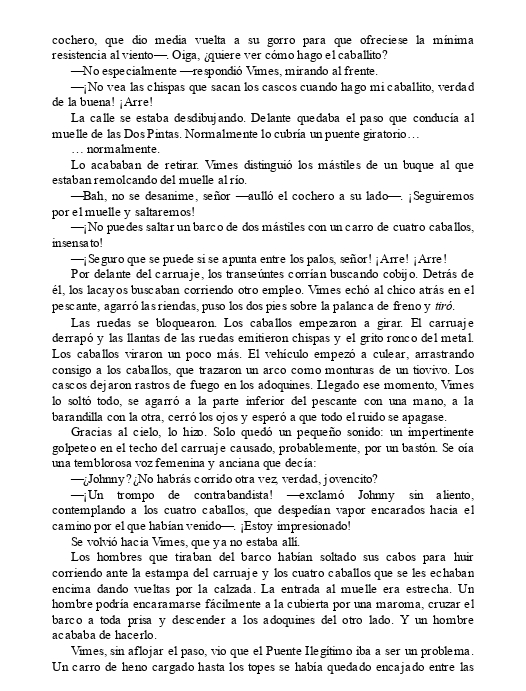 cochero, que dio media vuelta a su gorro para que ofreciese la mínima
resistencia al viento—. Oiga, ¿quiere ver cómo hago el caballito?
—No especialmente —respondió Vimes, mirando al frente.
—¡No vea las chispas que sacan los cascos cuando hago mi caballito, verdad
de la buena! ¡Arre!
La calle se estaba desdibujando. Delante quedaba el paso que conducía al
muelle de las Dos Pintas. Normalmente lo cubría un puente giratorio…
… normalmente.
Lo acababan de retirar. Vimes distinguió los mástiles de un buque al que
estaban remolcando del muelle al río.
—Bah, no se desanime, señor —aulló el cochero a su lado—. ¡Seguiremos
por el muelle y saltaremos!
—¡No puedes saltar un barco de dos mástiles con un carro de cuatro caballos,
insensato!
—¡Seguro que se puede si se apunta entre los palos, señor! ¡Arre! ¡Arre!
Por delante del carruaje, los transeúntes corrían buscando cobijo. Detrás de
él, los lacayos buscaban corriendo otro empleo. Vimes echó al chico atrás en el
pescante, agarró las riendas, puso los dos pies sobre la palanca de freno y tiró.
Las ruedas se bloquearon. Los caballos empezaron a girar. El carruaje
derrapó y las llantas de las ruedas emitieron chispas y el grito ronco del metal.
Los caballos viraron un poco más. El vehículo empezó a culear, arrastrando
consigo a los caballos, que trazaron un arco como monturas de un tiovivo. Los
cascos dejaron rastros de fuego en los adoquines. Llegado ese momento, Vimes
lo soltó todo, se agarró a la parte inferior del pescante con una mano, a la
barandilla con la otra, cerró los ojos y esperó a que todo el ruido se apagase.
Gracias al cielo, lo hizo. Solo quedó un pequeño sonido: un impertinente
golpeteo en el techo del carruaje causado, probablemente, por un bastón. Se oía
una temblorosa voz femenina y anciana que decía:
—¿Johnny? ¿No habrás corrido otra vez, verdad, jovencito?
—¡Un trompo de contrabandista! —exclamó Johnny sin aliento,
contemplando a los cuatro caballos, que despedían vapor encarados hacia el
camino por el que habían venido—. ¡Estoy impresionado!
Se volvió hacia Vimes, que ya no estaba allí.
Los hombres que tiraban del barco habían soltado sus cabos para huir
corriendo ante la estampa del carruaje y los cuatro caballos que se les echaban
encima dando vueltas por la calzada. La entrada al muelle era estrecha. Un
hombre podría encaramarse fácilmente a la cubierta por una maroma, cruzar el
barco a toda prisa y descender a los adoquines del otro lado. Y un hombre
acababa de hacerlo.
Vimes, sin aflojar el paso, vio que el Puente Ilegítimo iba a ser un problema.
Un carro de heno cargado hasta los topes se había quedado encajado entre las